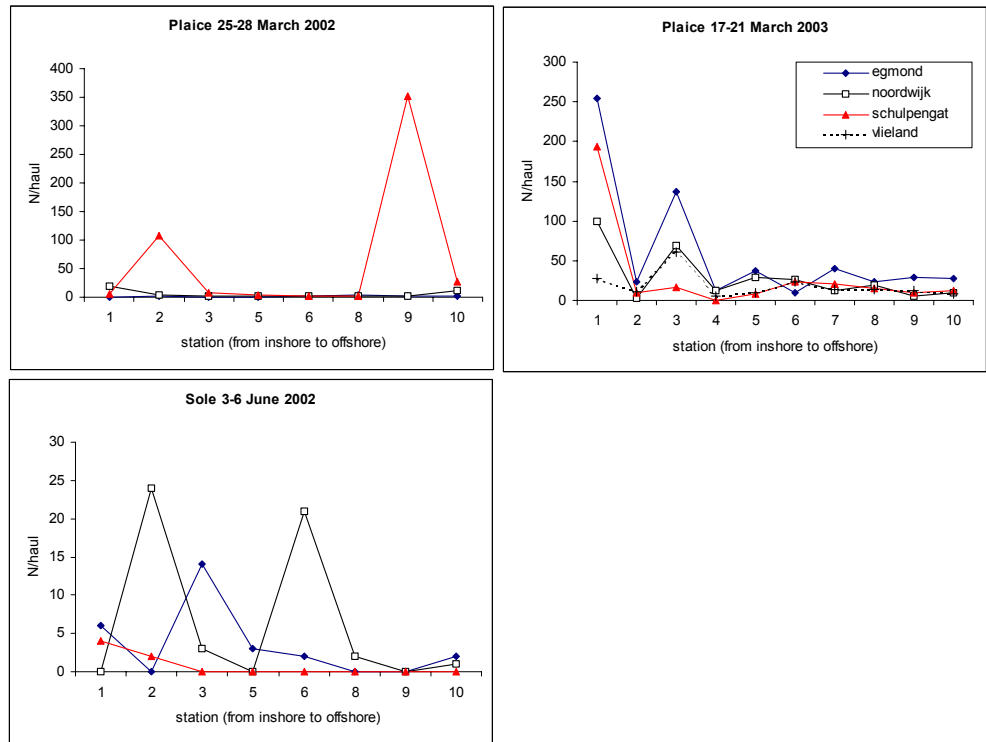 Plaice 25-28 March 2002
400
350
300
250
200
150
100
50
0
N/haul
1 2 3 5 6 8 9 10
station (from inshore to offshore)
Plaice 17-21 March 2003
300
250
200
150
100
50
0
N/haul
egmond
noordwijk
schulpengat
vlieland
1 2 3 4 5 6 7 8 9 10
station (from inshore to offshore)
Sole 3-6 June 2002
30
25
20
15
10
5
0
N/haul
1 2 3 5 6 8 9 10
station (from inshore to offshore)